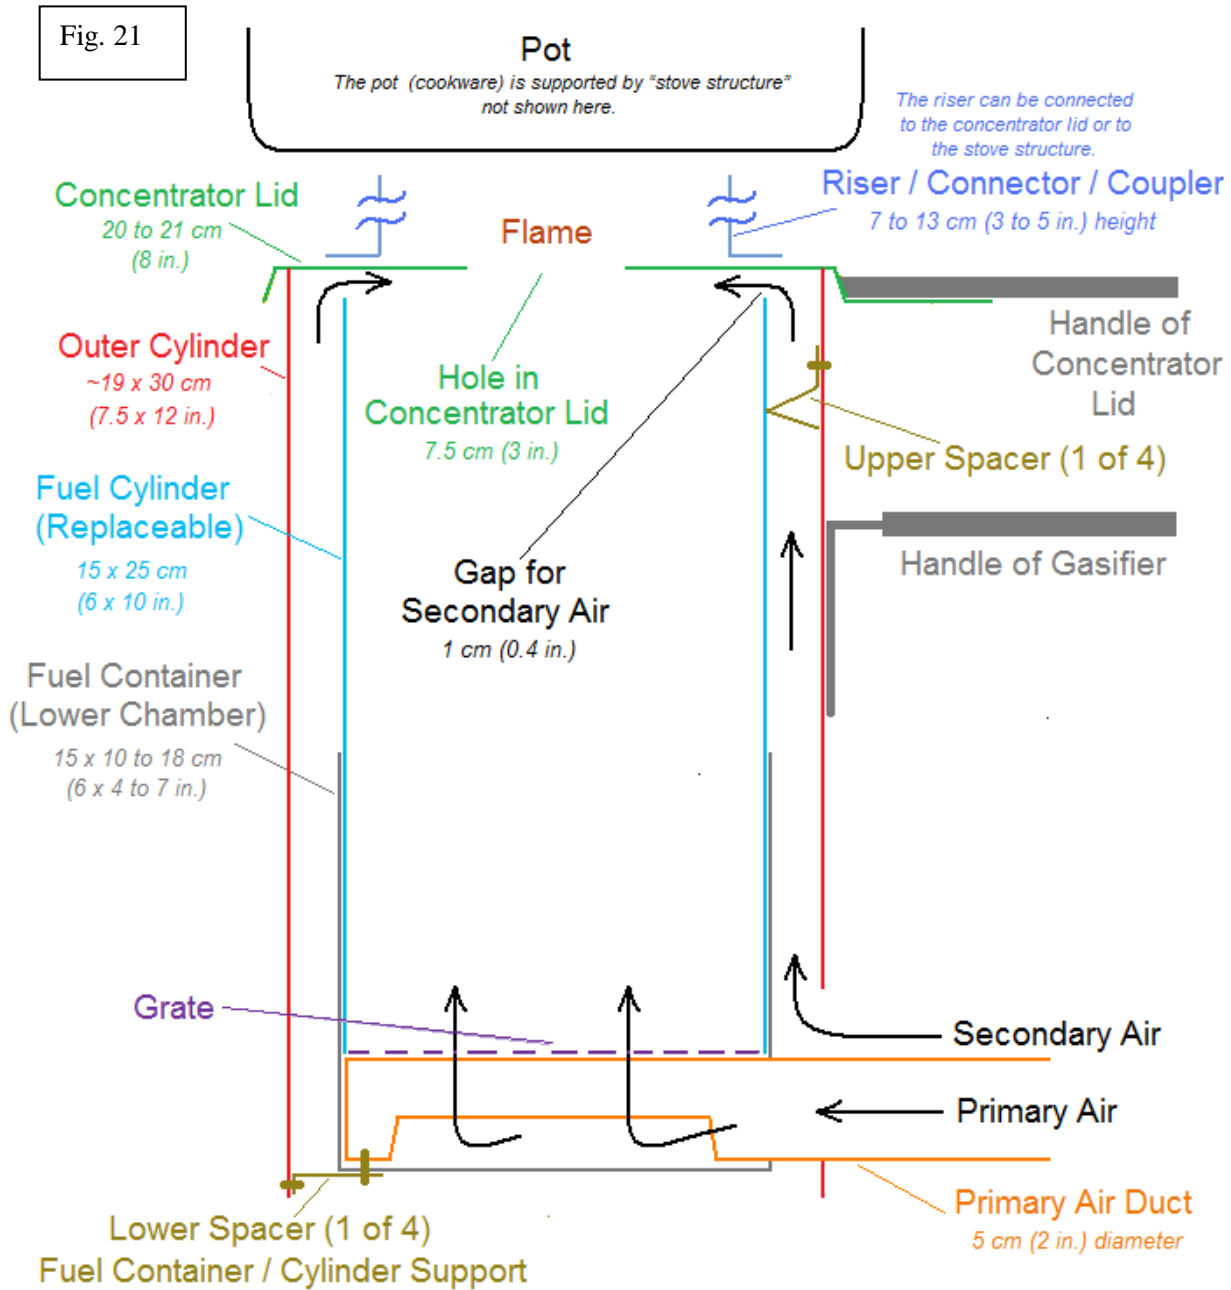 Fig. 21
Pot
The pot (cookware) is supported by “stove structure”
not shown here.
The riser can be connected
to the concentrator lid or to
the stove structure.
Riser / Connector / Coupler
7 to 13 cm (3 to 5 in.) height
Concentrator Lid
20 to 21 cm
(8 in.)
Flame
Handle of
Concentrator
Lid
Outer Cylinder
~19 x 30 cm
(7.5 x 12 in.)
Hole in
Concentrator Lid
7.5 cm (3 in.)
Upper Spacer (1 of 4)
Fuel Cylinder
(Replaceable)
15 x 25 cm
(6 x 10 in.)
Handle of Gasifier
Gap for
Secondary Air
1 cm (0.4 in.)
Fuel Container
(Lower Chamber)
15 x 10 to 18 cm
(6 x 4 to 7 in.)
Grate
Secondary Air
Primary Air
Primary Air Duct
5 cm (2 in.) diameter
Lower Spacer (1 of 4)
Fuel Container / Cylinder Support